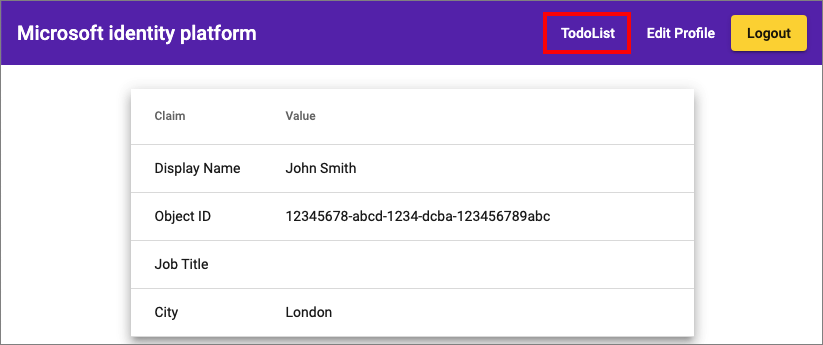 Microsoft identity platform TodoList Edit Profile Logout
Claim Value
Display Name John Smith
Object ID 12345678-abcd-1234-dcba-123456789abc
Job Title
City London